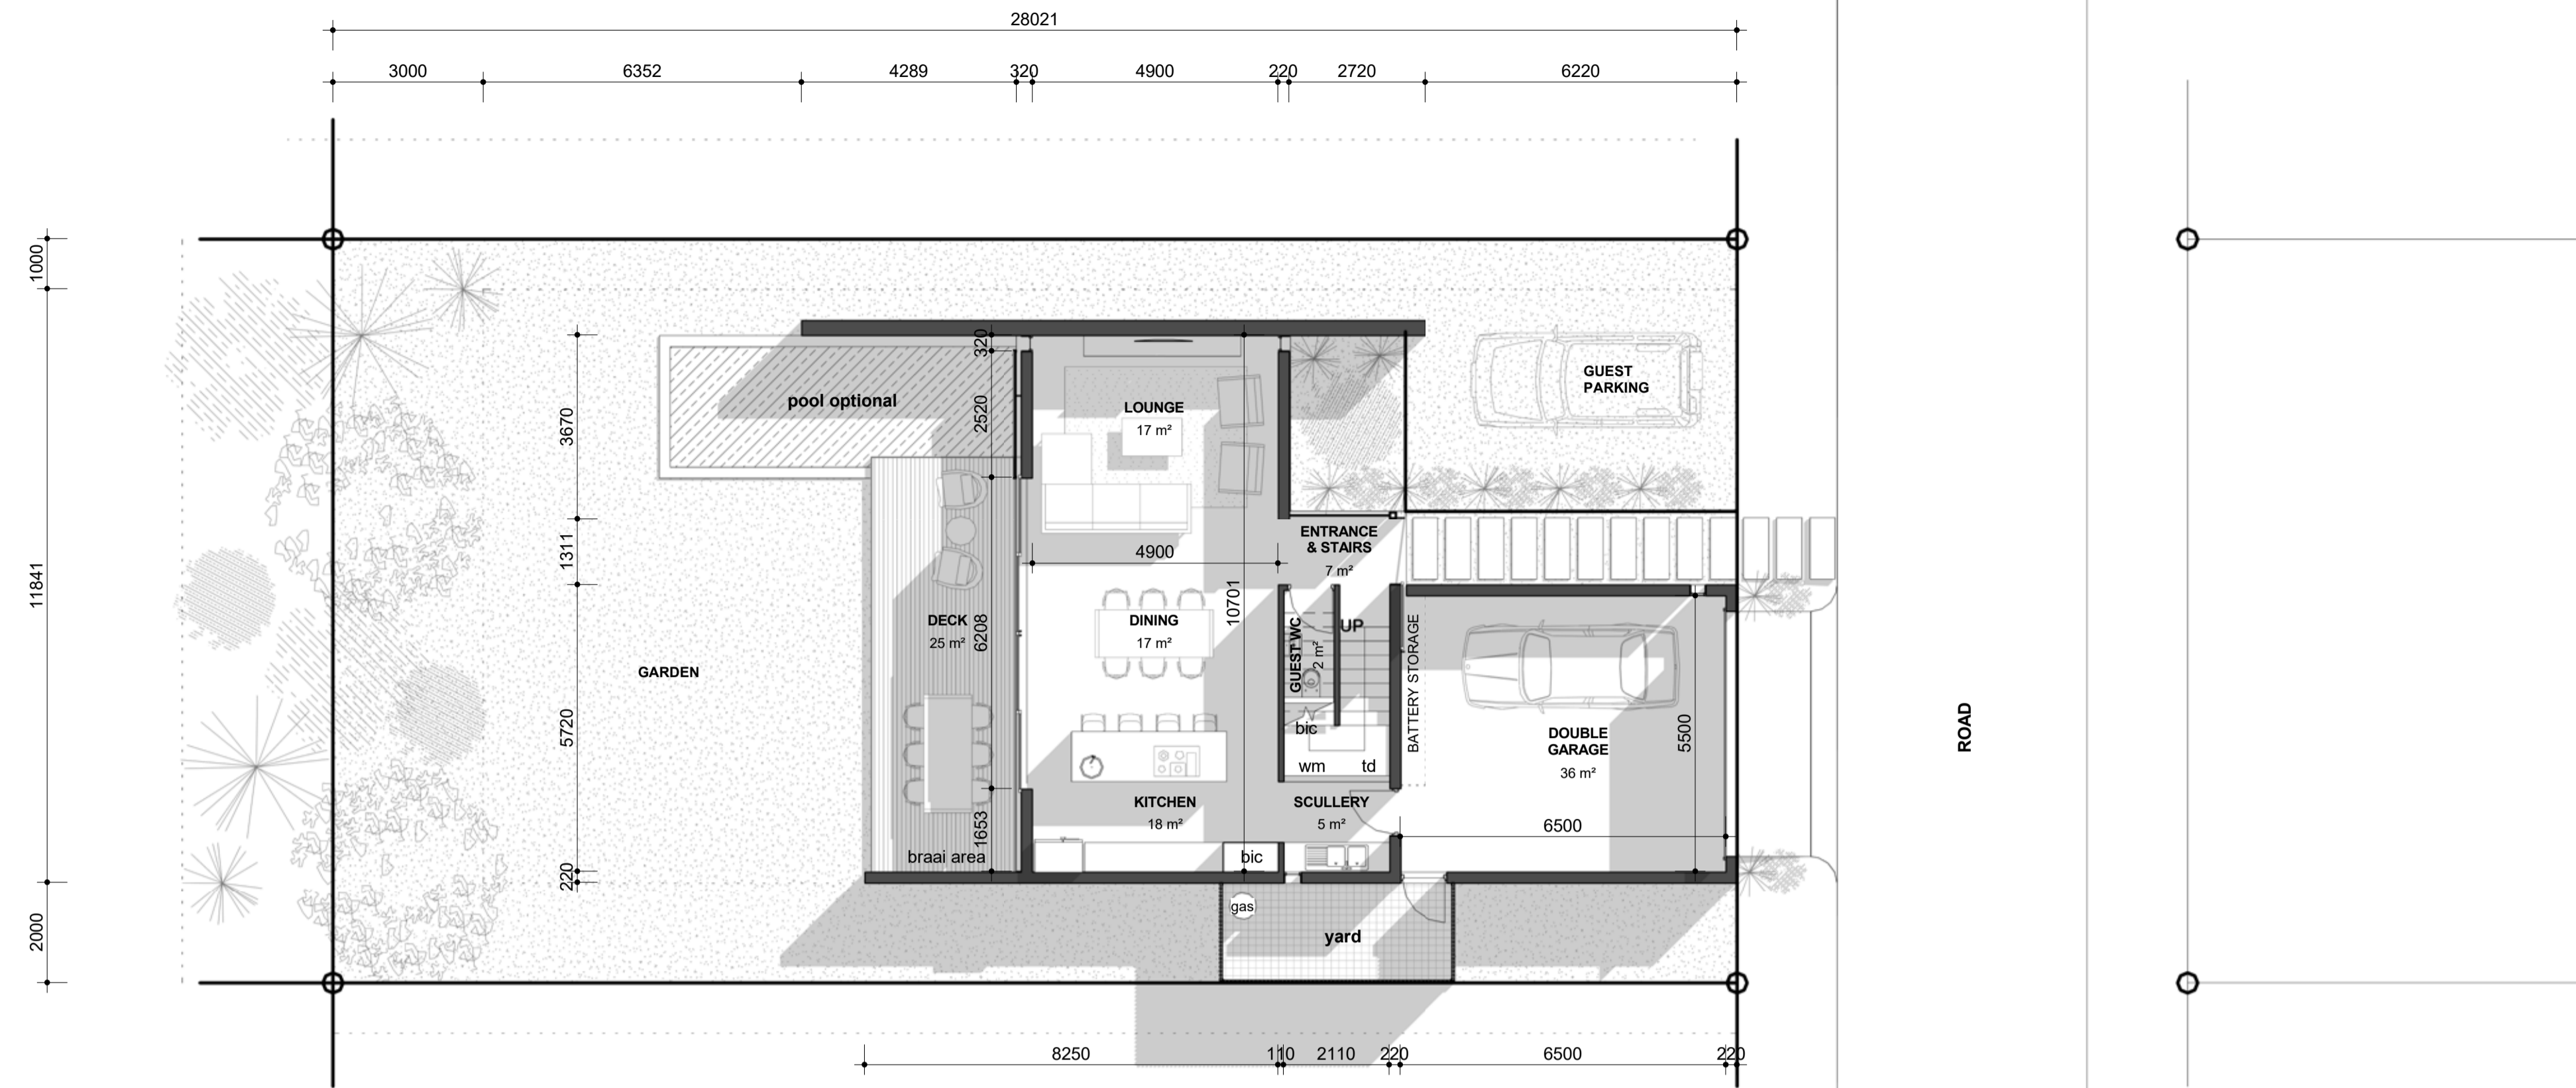 28021
3000
6352
4289
320
4900
220
2720
6220
1000
11841
2000
3670
1311
5720
220
320
2520
6208
1653
10701
4900
pool optional
LOUNGE
17 m²
GUEST
PARKING
ENTRANCE
& STAIRS
7 m²
DECK
25 m²
DINING
17 m²
GUEST WC
2 m²
UP
BATTERY STORAGE
GARDEN
bic
wm
td
DOUBLE
GARAGE
36 m²
5500
6500
ROAD
KITCHEN
18 m²
SCULLERY
5 m²
braai area
bic
gas
yard
8250
110
2110
220
6500
220